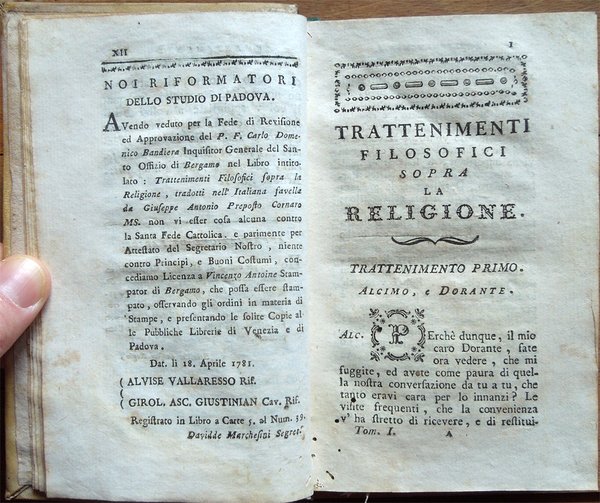 XII
NOI RIFORMATORI
DELLO STUDIO DI PADOVA.
AVendo veduto per la Fede di Reviſione
ed Approvazione del P. F. Carlo Dome-
nico Bandiera Inquiſitor Generale del San-
to Offizio di Bergamo nel Libro intito-
lato: Trattenimenti Filoſofici ſopra la
Religione, tradotti nell' Italiana favella
da Giuſeppe Antonio Prepoſto Cornaro
MS. non vi eſſer coſa alcuna contro
la Santa Fede Cattolica, e parimente per
Atteſtato del Segretario Noſtro, niente
contro Principi, e Buoni Coſtumi, con-
cediamo Licenza a Vincenzo Antoine Stam-
pator di Bergamo, che poſſa eſſere ſtam-
pato, oſſervando gli ordini in materia di
Stampe, e preſentando le ſolite Copie al-
le Pubbliche Librerie di Venezia e di
Padova.
Dat. li 18. Aprile 1781.
( ALVISE VALLARESSO Rif.
( GIROL. ASC. GIUSTINIAN Cav. Rif.
Regiſtrato in Libro a Carte 5. al Num. 39.
Davidde Marcheſini Segret.
I
TRATTENIMENTI
FILOSOFICI
SOPRA
LA
RELIGIONE.
TRATTENIMENTO PRIMO.
ALCIMO, e DORANTE.
ALC. PErchè dunque, il mio
caro Dorante, fate
ora vedere, che mi
fuggite, ed avete come paura di quel-
la noſtra converſazione da tu a tu, che
tanto eravi cara per lo innanzi? Le
viſite frequenti, che la convenienza
v' ha ſtretto di ricevere, e di reſtitui-
Tom. I. A